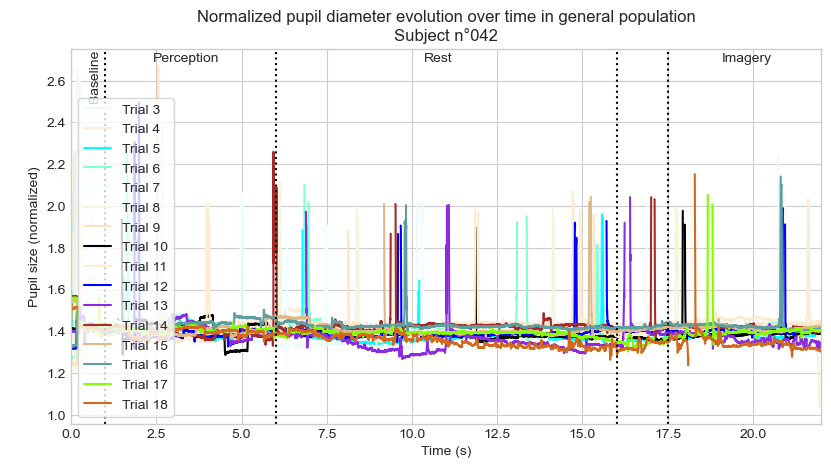 Normalized pupil diameter evolution over time in general population
Subject n°042
Baseline
Perception
Rest
Imagery
Pupil size (normalized)
2.6
2.4
2.2
2.0
1.8
1.6
1.4
1.2
1.0
Trial 3
Trial 4
Trial 5
Trial 6
Trial 7
Trial 8
Trial 9
Trial 10
Trial 11
Trial 12
Trial 13
Trial 14
Trial 15
Trial 16
Trial 17
Trial 18
0.0 2.5 5.0 7.5 10.0 12.5 15.0 17.5 20.0
Time (s)